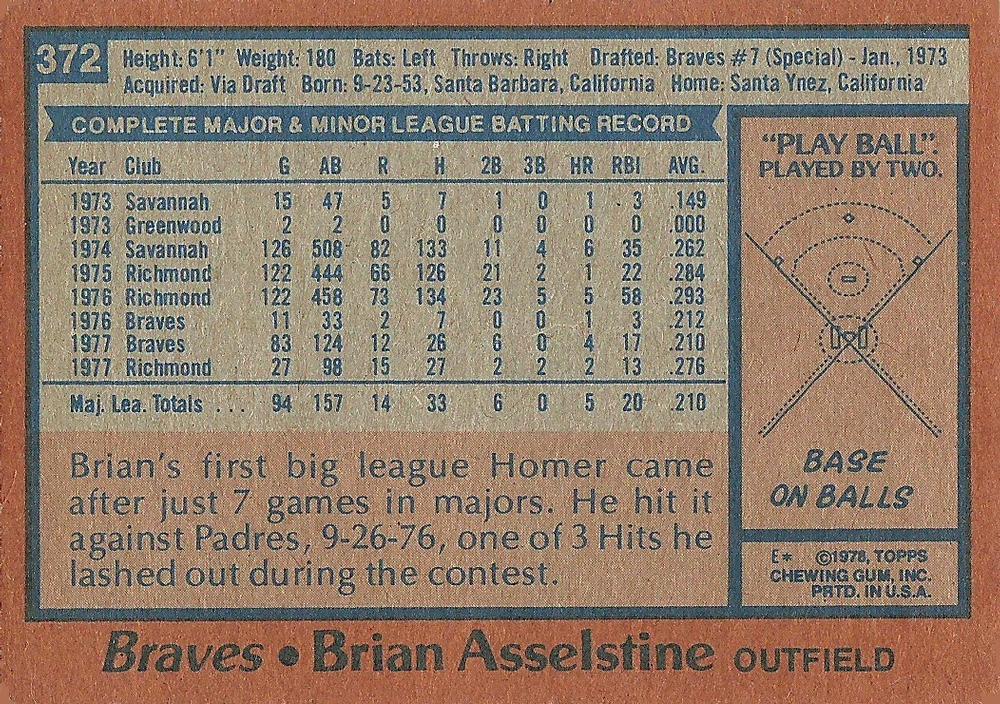 372
Height: 6'1" Weight: 180 Bats: Left Throws: Right Drafted: Braves #7 (Special) - Jan., 1973
Acquired: Via Draft Born: 9-23-53, Santa Barbara, California Home: Santa Ynez, California
COMPLETE MAJOR & MINOR LEAGUE BATTING RECORD
Year Club G AB R H 2B 3B HR RBI AVG.
1973 Savannah 15 47 5 7 1 0 1 3 .149
1973 Greenwood 2 2 0 0 0 0 0 0 .000
1974 Savannah 126 508 82 133 11 4 6 35 .262
1975 Richmond 122 444 66 126 21 2 1 22 .284
1976 Richmond 122 458 73 134 23 5 5 58 .293
1976 Braves 11 33 2 7 0 0 1 3 .212
1977 Braves 83 124 12 26 6 0 4 17 .210
1977 Richmond 27 98 15 27 2 2 2 13 .276
Maj. Lea. Totals ... 94 157 14 33 6 0 5 20 .210
Brian's first big league Homer came
after just 7 games in majors. He hit it
against Padres, 9-26-76, one of 3 Hits he
lashed out during the contest.
"PLAY BALL":
PLAYED BY TWO.
BASE
ON BALLS
E* ©1978, TOPPS
CHEWING GUM, INC.
PRTD. IN U.S.A.
Braves • Brian Asselstine OUTFIELD